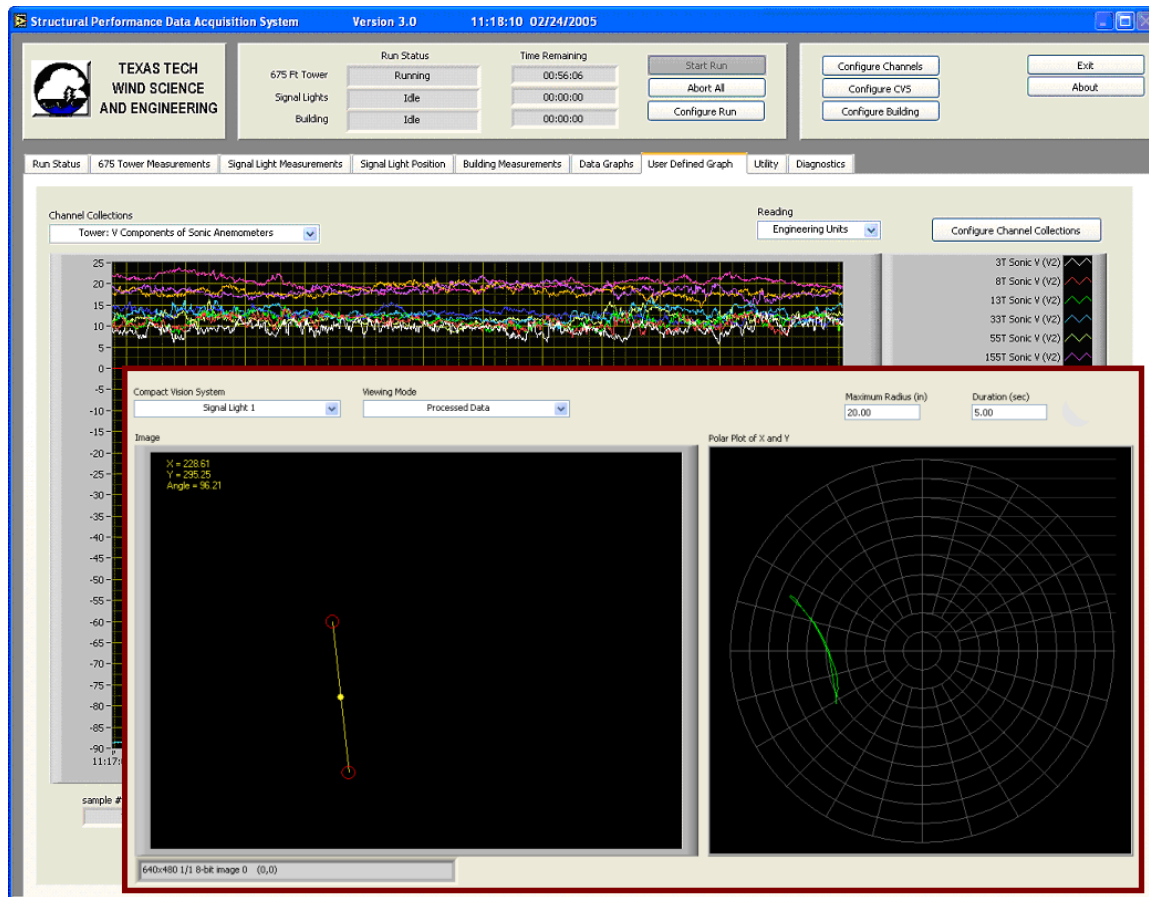 Structural Performance Data Acquisition System Version 3.0 11:18:10 02/24/2005
TEXAS TECH
WIND SCIENCE
AND ENGINEERING
Run Status Time Remaining
675 Ft Tower Running 00:56:06
Signal Lights Idle 00:00:00
Building Idle 00:00:00
Start Run
Abort All
Configure Run
Configure Channels
Configure CVS
Configure Building
Exit
About
Run Status 675 Tower Measurements Signal Light Measurements Signal Light Position Building Measurements Data Graphs User Defined Graph Utility Diagnostics
Channel Collections
Tower: V Components of Sonic Anemometers
Reading
Engineering Units
Configure Channel Collections
25
20
15
10
5
0
-5
-10
-15
-20
-25
-30
-35
-40
-45
-50
-55
-60
-65
-70
-75
-80
-85
-90
11:17:
sample #
3T Sonic V (V2)
8T Sonic V (V2)
13T Sonic V (V2)
33T Sonic V (V2)
55T Sonic V (V2)
155T Sonic V (V2)
Compact Vision System
Signal Light 1
Viewing Mode
Processed Data
Maximum Radius (in)
20.00
Duration (sec)
5.00
Image
X = 228.61
Y = 295.25
Angle = 96.21
Polar Plot of X and Y
640x480 1/1 8-bit image 0 (0,0)